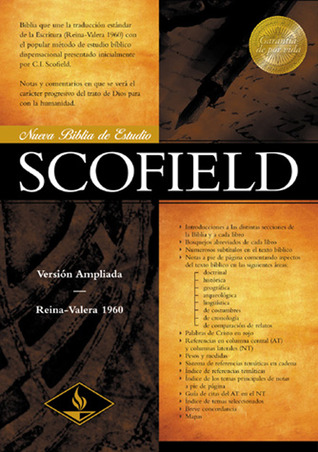 Biblia que une la traducción estándar
de la Escritura (Reina-Valera 1960) con
el popular método de estudio bíblico
dispensacional presentado inicialmente
por C.I. Scofield.
Notas y comentarios en que se verá el
carácter progresivo del trato de Dios para
con la humanidad.
Garantía
de por vida
Nueva Biblia de Estudio
SCOFIELD
Versión Ampliada
Reina-Valera 1960
Introducciones a las distintas secciones de
la Biblia y a cada libro
Bosquejos abreviados de cada libro
Numerosos subtítulos en el texto bíblico
Notas a pie de página comentando aspectos
del texto bíblico en las siguientes áreas:
doctrinal
histórica
geográfica
arqueológica
lingüística
de costumbres
de cronología
de computación de relatos
Palabras de Cristo en rojo
Referencias en columna central (AT)
y columnas laterales (NT)
Pesos y medidas
Sistema de referencias temáticas en cadena
Índice de referencias temáticas
Índice de los temas principales de notas
a pie de página
Guía de citas del AT en el NT
Índice de temas seleccionados
Breve concordancia
Mapas